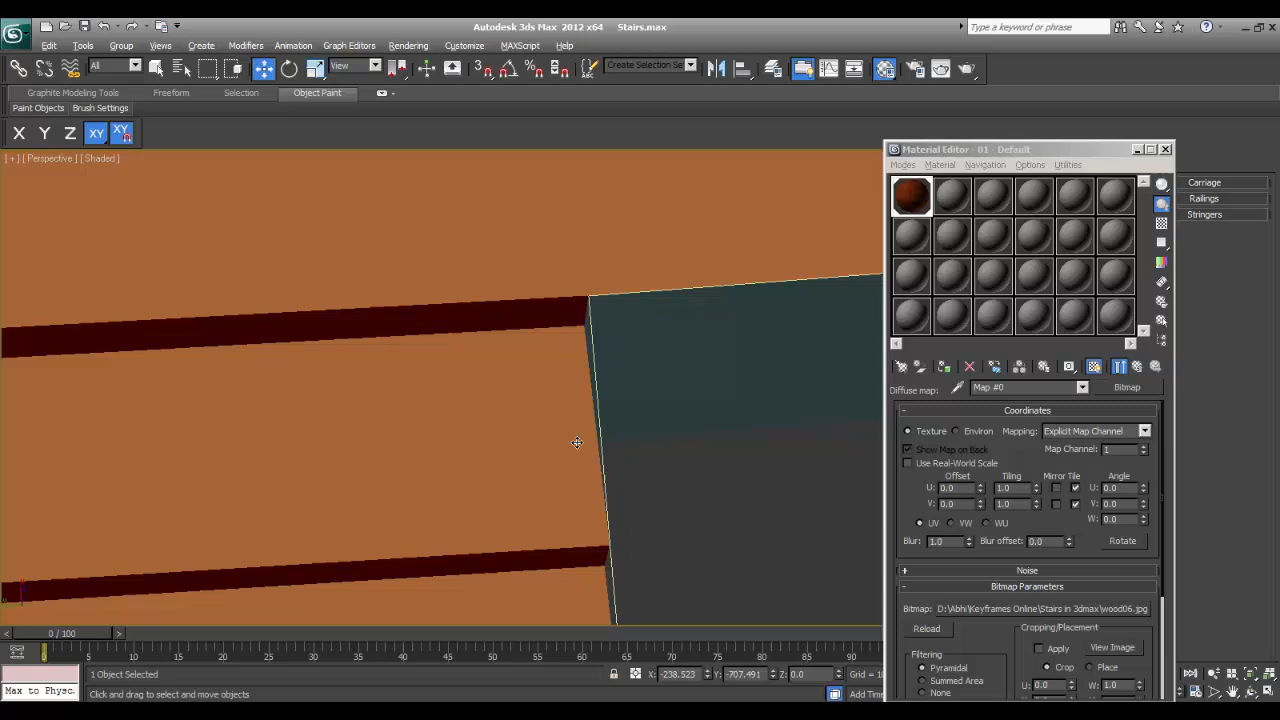 Autodesk 3ds Max 2012 x64 Stairs.max
Type a keyword or phrase
Edit Tools Group Views Create Modifiers Animation Graph Editors Rendering Customize MAXScript Help
All View Create Selection Se
Graphite Modeling Tools Freeform Selection Object Paint
Paint Objects Brush Settings
X Y Z XY XY
[ + ] [ Perspective ] [ Shaded ]
Material Editor - 01 - Default
Modes Material Navigation Options Utilities
Carriage
Railings
Stringers
Diffuse map: Map #0 Bitmap
- Coordinates
Texture Environ Mapping: Explicit Map Channel
Show Map on Back Map Channel: 1
Use Real-World Scale
Offset Tiling Mirror Tile Angle
U: 0.0 1.0 U: 0.0
V: 0.0 1.0 V: 0.0
UV VW WU W: 0.0
Blur: 1.0 Blur offset: 0.0 Rotate
+ Noise
- Bitmap Parameters
Bitmap: D:\Abhi\Keyframes Online\Stairs in 3dmax\wood06.jpg
Reload
Cropping/Placement
Apply View Image
Filtering
Pyramidal Crop Place
Summed Area
None U: 0.0 W: 1.0
< 0 / 100 >
0 5 10 15 20 25 30 35 40 45 50 55 60 65 70 75 80 85 90
1 Object Selected X: -238.523 Y: -707.491 Z: 0.0 Grid = 1
Max to Physc
Click and drag to select and move objects Add Time